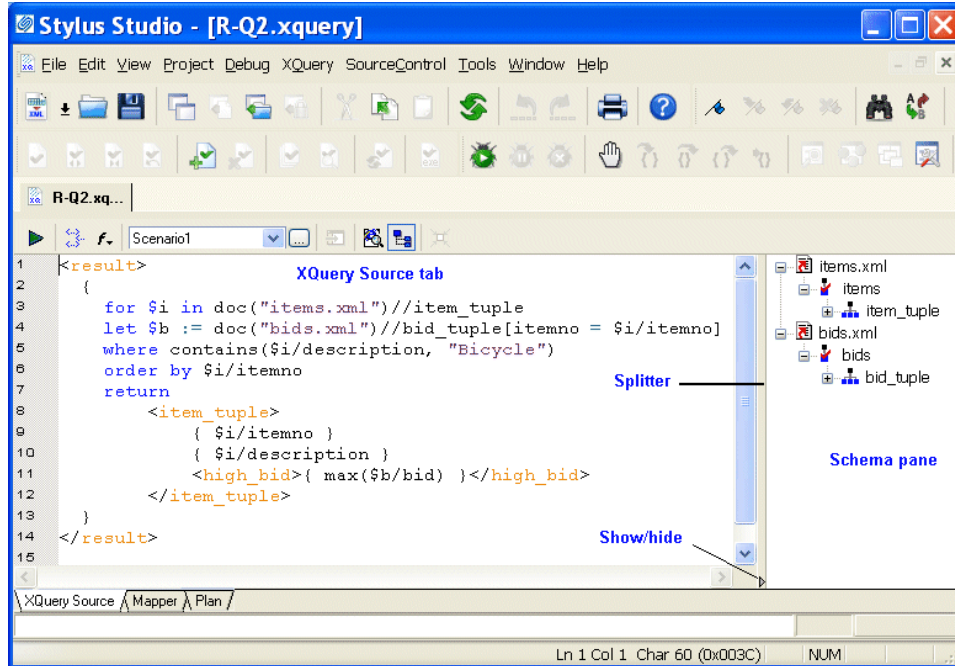 Stylus Studio - [R-Q2.xquery]
File Edit View Project Debug XQuery SourceControl Tools Window Help
R-Q2.xq...
Scenario1
XQuery Source tab
1 <result>
2 {
3 for $i in doc("items.xml")//item_tuple
4 let $b := doc("bids.xml")//bid_tuple[itemno = $i/itemno]
5 where contains($i/description, "Bicycle")
6 order by $i/itemno
7 return
8 <item_tuple>
9 { $i/itemno }
10 { $i/description }
11 <high_bid>{ max($b/bid) }</high_bid>
12 </item_tuple>
13 }
14 </result>
15
Splitter
Show/hide
items.xml
items
item_tuple
bids.xml
bids
bid_tuple
Schema pane
XQuery Source Mapper Plan
Ln 1 Col 1 Char 60 (0x003C) NUM